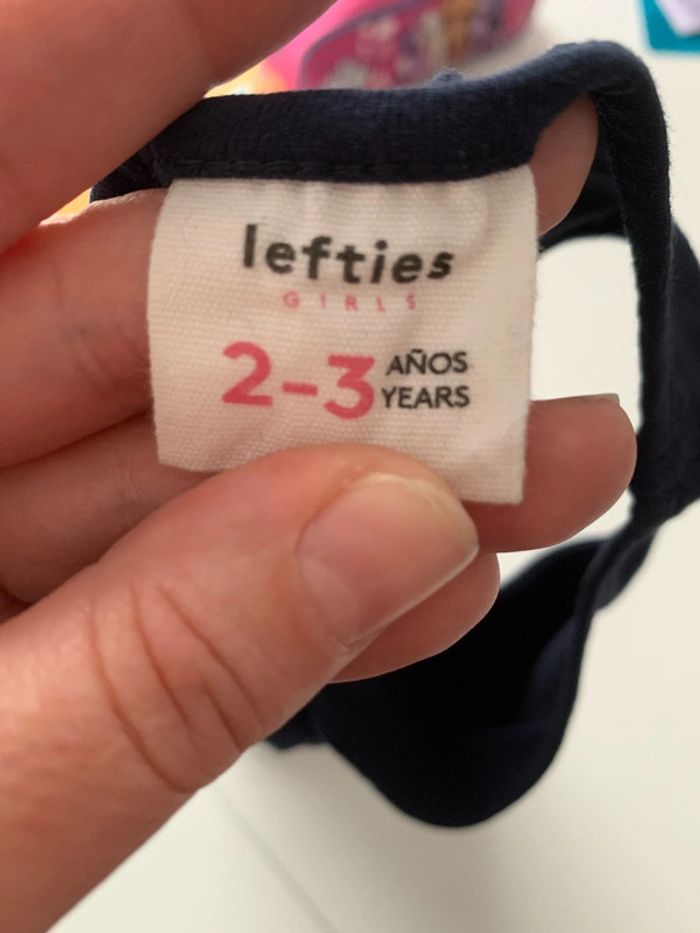 lefties
GIRLS
2-3 AÑOS
YEARS